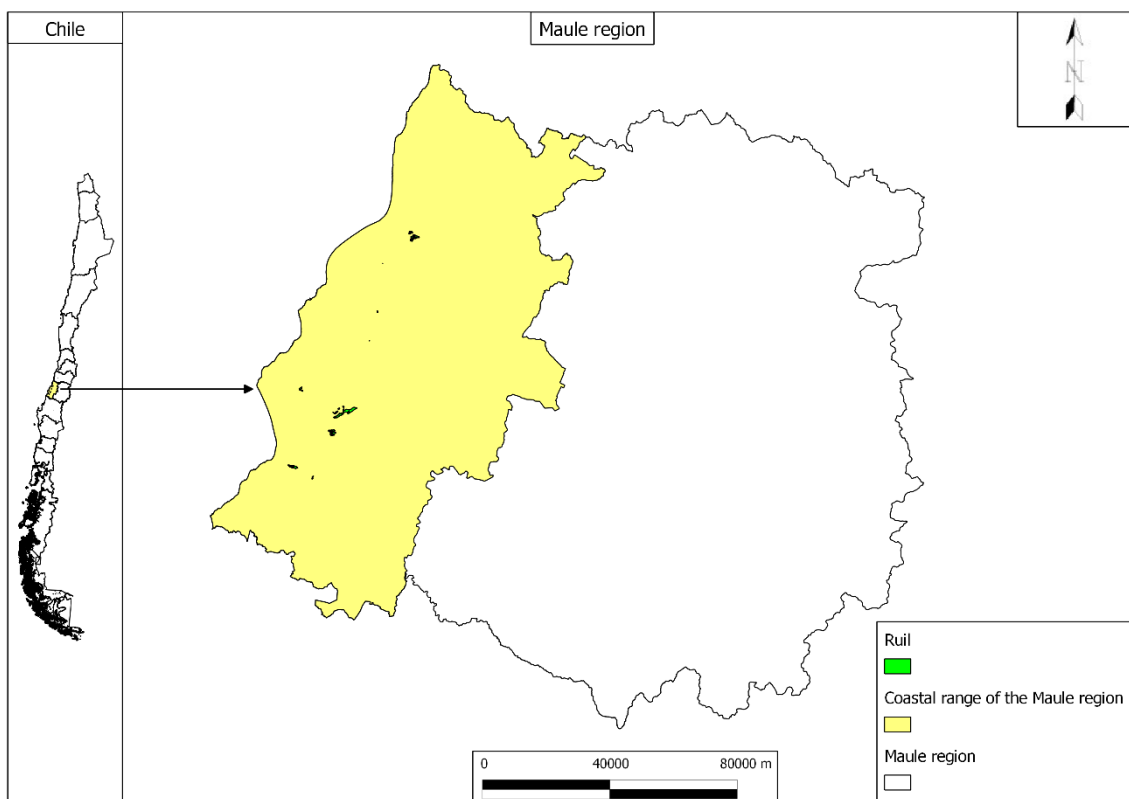 Chile
Maule region
N
Ruil
Coastal range of the Maule region
Maule region
0 40000 80000 m